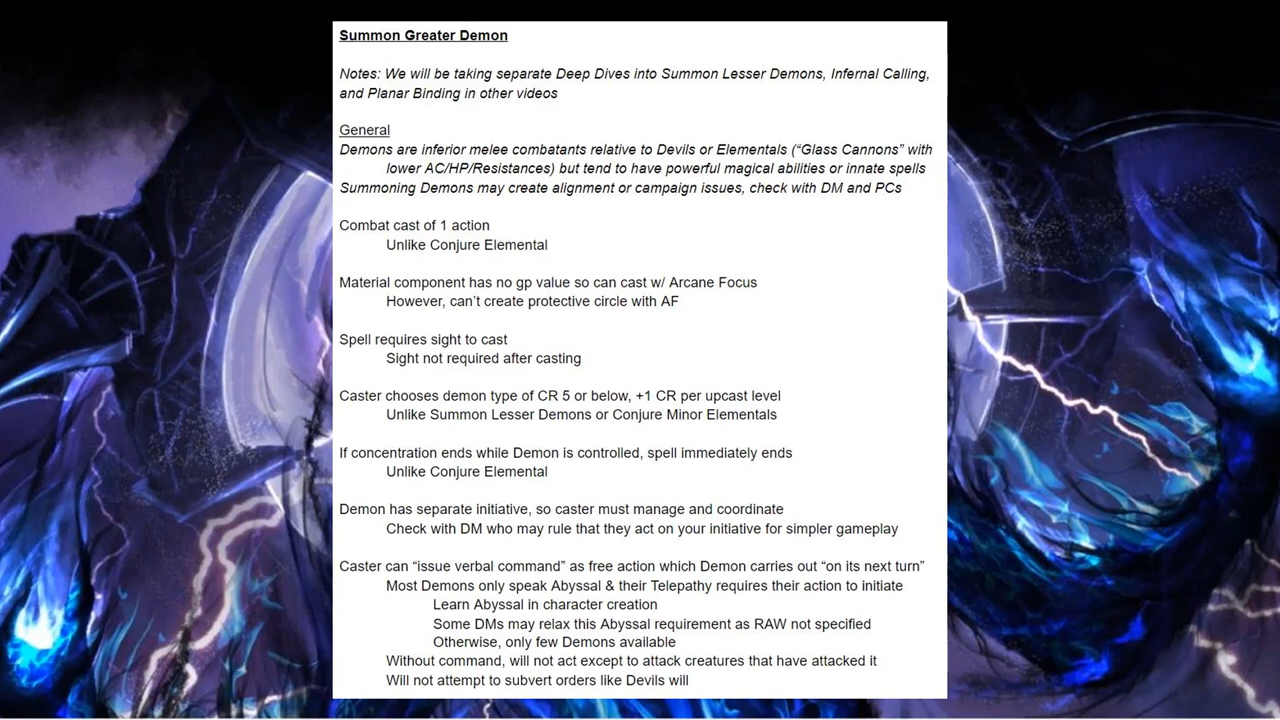 Summon Greater Demon
Notes: We will be taking separate Deep Dives into Summon Lesser Demons, Infernal Calling,
and Planar Binding in other videos
General
Demons are inferior melee combatants relative to Devils or Elementals (“Glass Cannons” with
lower AC/HP/Resistances) but tend to have powerful magical abilities or innate spells
Summoning Demons may create alignment or campaign issues, check with DM and PCs
Combat cast of 1 action
Unlike Conjure Elemental
Material component has no gp value so can cast w/ Arcane Focus
However, can’t create protective circle with AF
Spell requires sight to cast
Sight not required after casting
Caster chooses demon type of CR 5 or below, +1 CR per upcast level
Unlike Summon Lesser Demons or Conjure Minor Elementals
If concentration ends while Demon is controlled, spell immediately ends
Unlike Conjure Elemental
Demon has separate initiative, so caster must manage and coordinate
Check with DM who may rule that they act on your initiative for simpler gameplay
Caster can “issue verbal command” as free action which Demon carries out “on its next turn”
Most Demons only speak Abyssal & their Telepathy requires their action to initiate
Learn Abyssal in character creation
Some DMs may relax this Abyssal requirement as RAW not specified
Otherwise, only few Demons available
Without command, will not act except to attack creatures that have attacked it
Will not attempt to subvert orders like Devils will